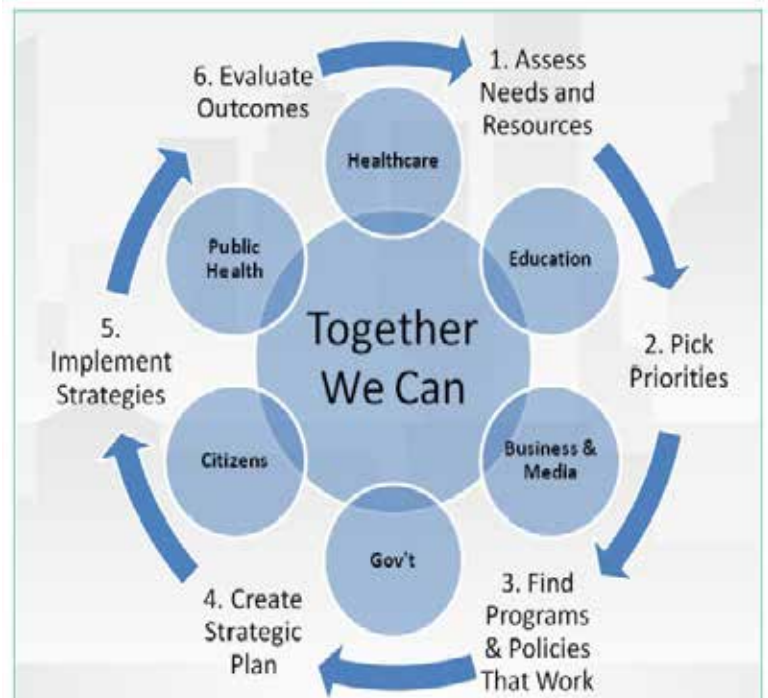 1. Assess
Needs and
Resources
2. Pick
Priorities
3. Find
Programs
& Policies
That Work
4. Create
Strategic
Plan
5.
Implement
Strategies
6. Evaluate
Outcomes
Healthcare
Education
Business &
Media
Gov't
Citizens
Public
Health
Together
We Can